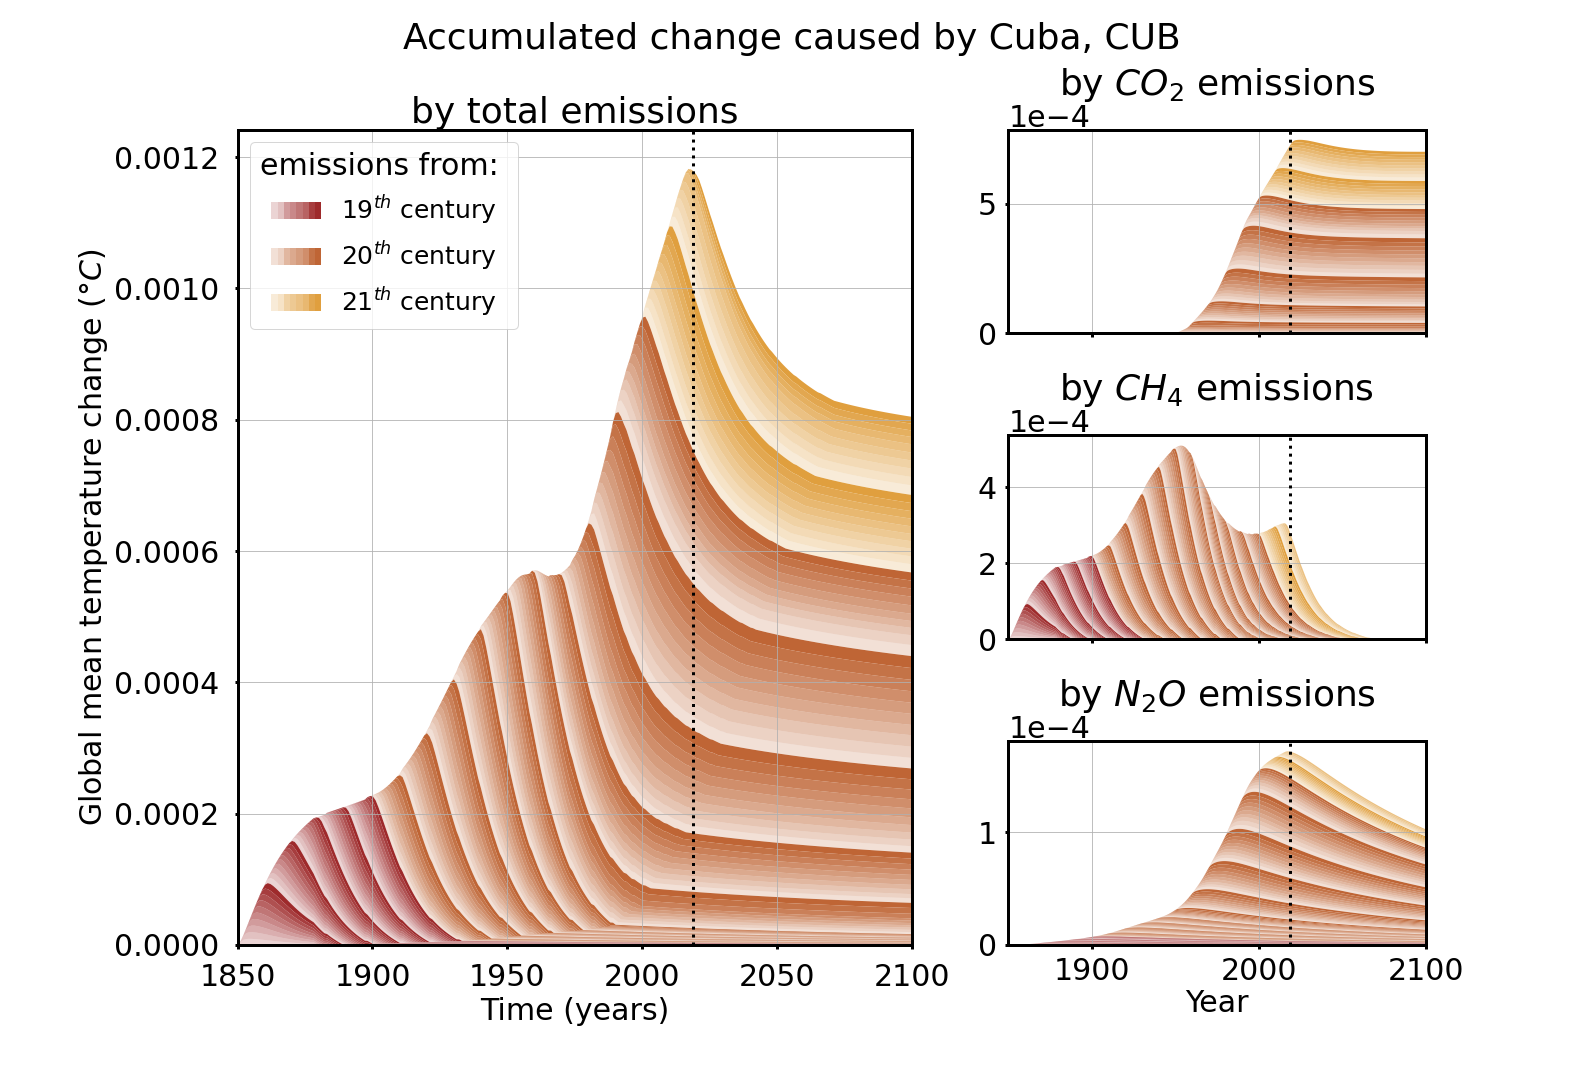 Accumulated change caused by Cuba, CUB
by total emissions
emissions from:
19th century
20th century
21th century
Global mean temperature change (°C)
0.0012
0.0010
0.0008
0.0006
0.0004
0.0002
0.0000
1850 1900 1950 2000 2050 2100
Time (years)
by CO₂ emissions
1e−4
5
0
by CH₄ emissions
1e−4
4
2
0
by N₂O emissions
1e−4
1
0
1900 2000 2100
Year